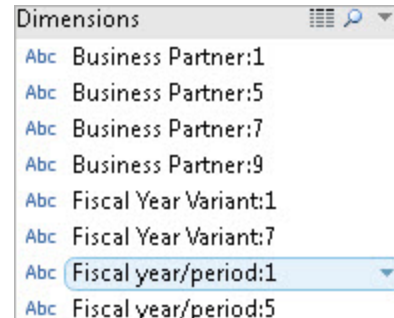 Dimensions
Abc Business Partner:1
Abc Business Partner:5
Abc Business Partner:7
Abc Business Partner:9
Abc Fiscal Year Variant:1
Abc Fiscal Year Variant:7
Abc Fiscal year/period:1
Abc Fiscal year/period:5